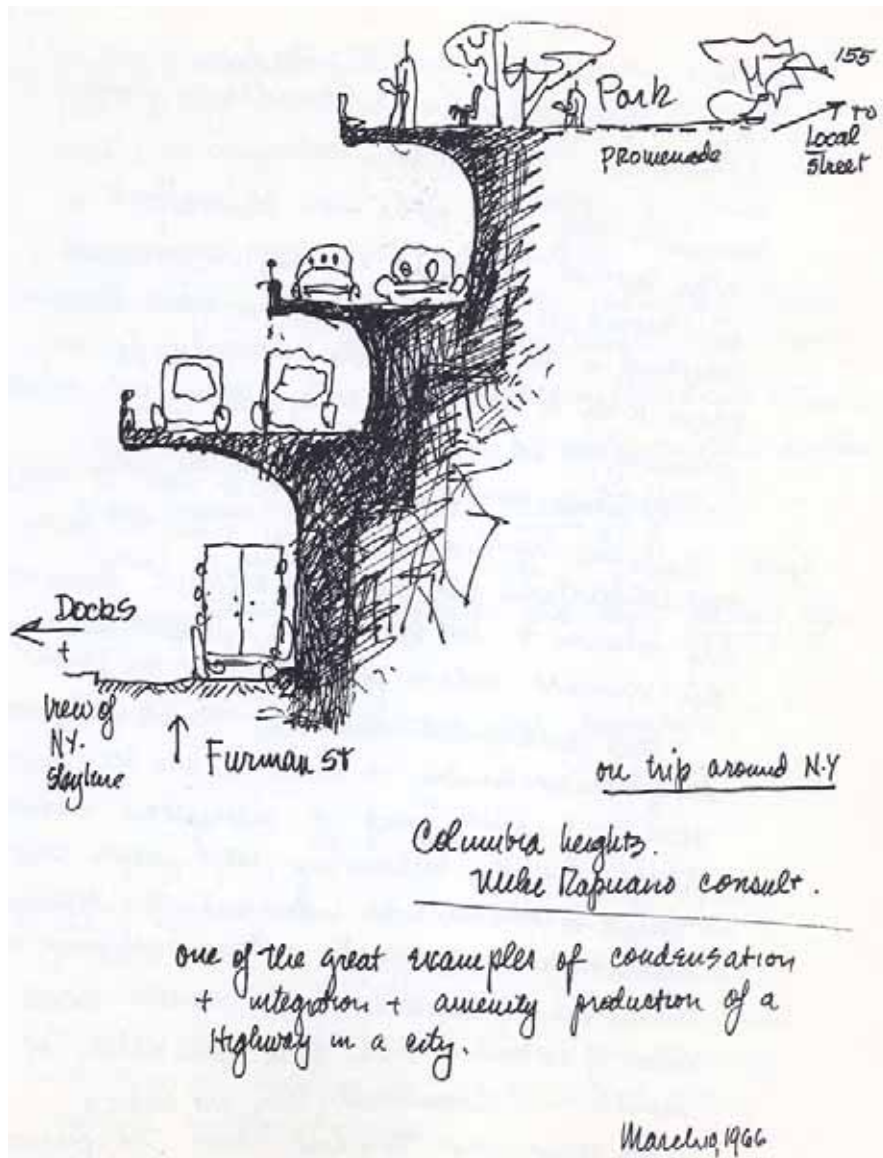 155
Park
promenade
to
Local
Street
Docks
+
View of
N.Y.
skyline
Furman St
on trip around N.Y
Columbia heights.
Mike Rapuano consult.
one of the great examples of condensation
+ integration + amenity production of a
Highway in a city.
March 10, 1966